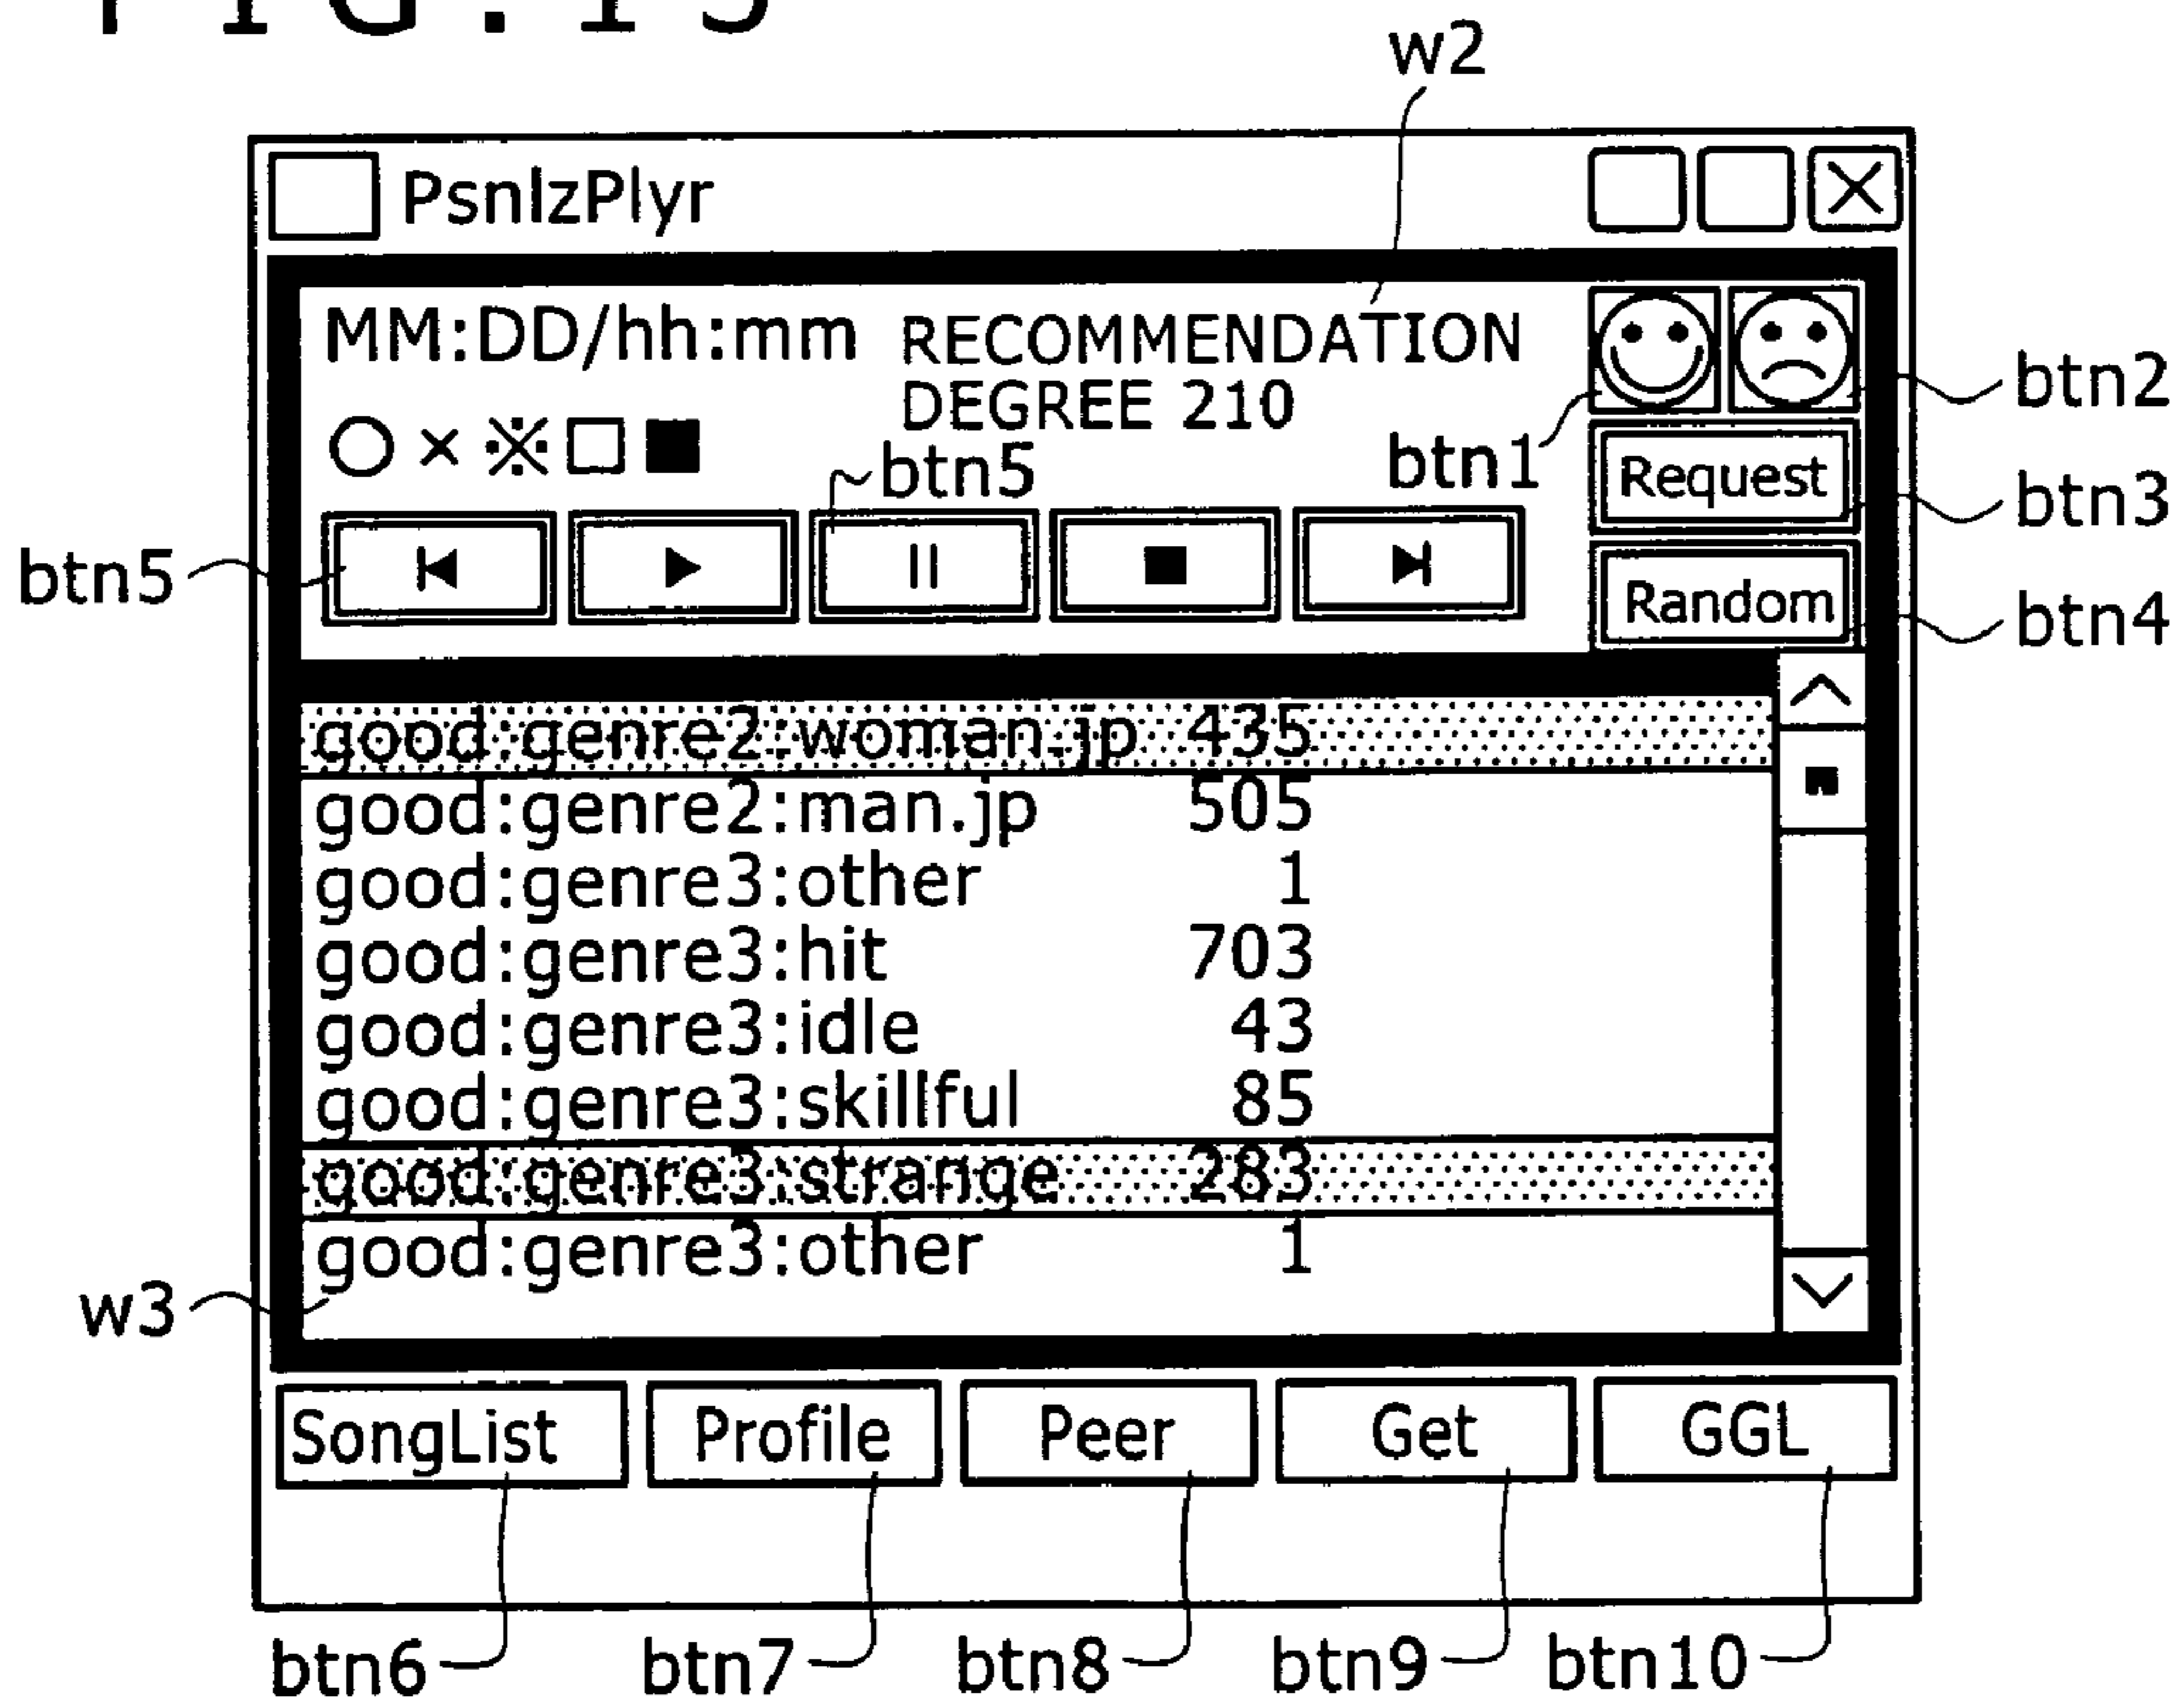 FIG.15
w2
PsnlzPlyr
MM:DD/hh:mm RECOMMENDATION
DEGREE 210
○×※□■
btn1
btn2
btn5
Request
btn3
btn5
Random
btn4
good:genre2:woman.jp 435
good:genre2:man.jp 505
good:genre3:other 1
good:genre3:hit 703
good:genre3:idle 43
good:genre3:skillful 85
good:genre3:strange 283
good:genre3:other 1
w3
SongList Profile Peer Get GGL
btn6 btn7 btn8 btn9 btn10